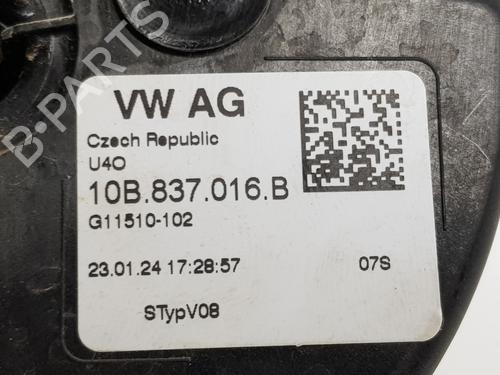 B-PARTS
VW AG
Czech Republic
U4O
10B.837.016.B
G11510-102
23.01.24 17:28:57 07S
STypV08